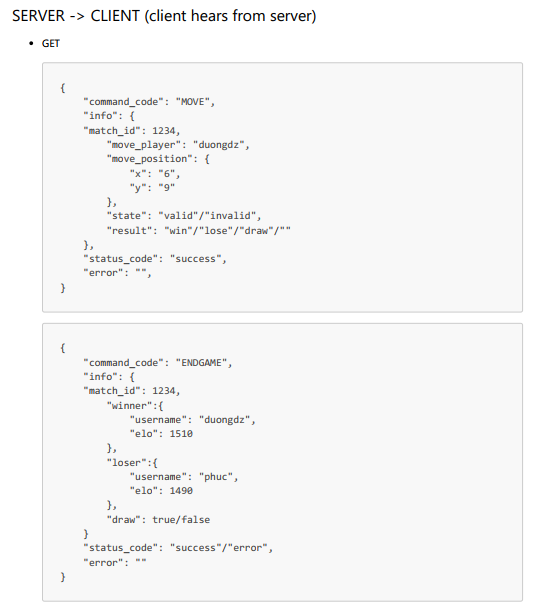 SERVER -> CLIENT (client hears from server)
• GET
{
    "command_code": "MOVE",
    "info": {
    "match_id": 1234,
        "move_player": "duongdz",
        "move_position": {
            "x": "6",
            "y": "9"
        },
        "state": "valid"/"invalid",
        "result": "win"/"lose"/"draw"/""
    },
    "status_code": "success",
    "error": "",
}
{
    "command_code": "ENDGAME",
    "info": {
    "match_id": 1234,
        "winner":{
            "username": "duongdz",
            "elo": 1510
        },
        "loser":{
            "username": "phuc",
            "elo": 1490
        },
        "draw": true/false
    }
    "status_code": "success"/"error",
    "error": ""
}